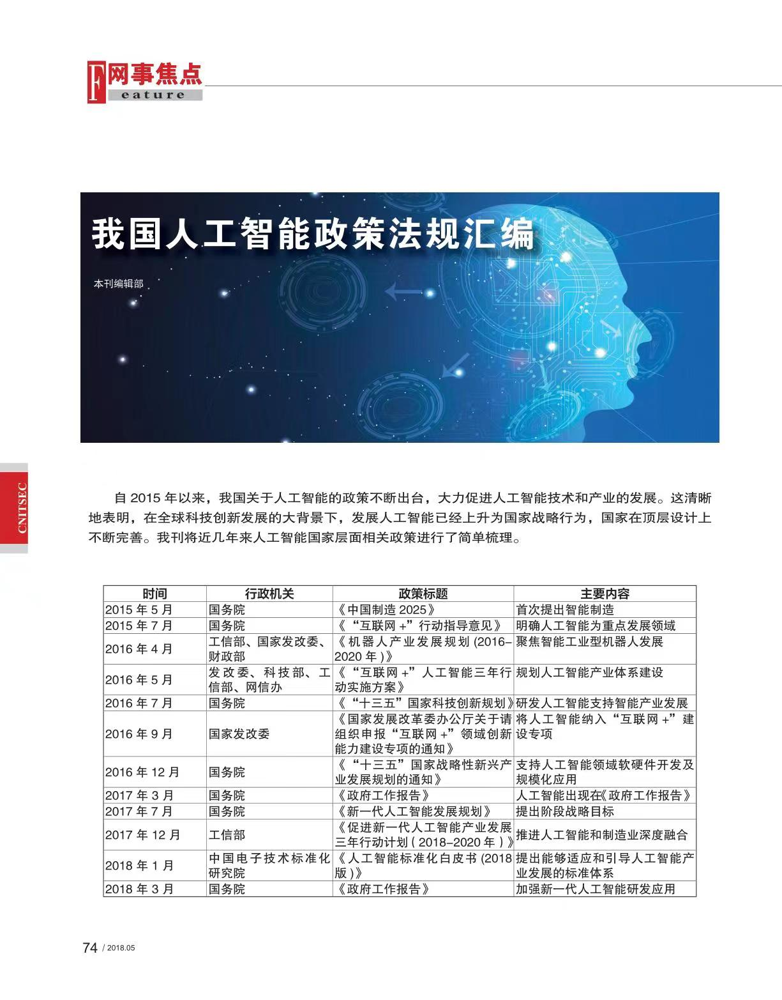 网事焦点
Feature
我国人工智能政策法规汇编
本刊编辑部
CNITSEC
自 2015 年以来，我国关于人工智能的政策不断出台，大力促进人工智能技术和产业的发展。这清晰
地表明，在全球科技创新发展的大背景下，发展人工智能已经上升为国家战略行为，国家在顶层设计上
不断完善。我刊将近几年来人工智能国家层面相关政策进行了简单梳理。
时间 行政机关 政策标题 主要内容
2015 年 5 月 国务院 《中国制造 2025》 首次提出智能制造
2015 年 7 月 国务院 《“互联网 +”行动指导意见》 明确人工智能为重点发展领域
2016 年 4 月
工信部、国家发改委、
财政部
《机器人产业发展规划 (2016-
2020 年 )》
聚焦智能工业型机器人发展
2016 年 5 月
发改委、科技部、工
信部、网信办
《“互联网 +”人工智能三年行
动实施方案》
规划人工智能产业体系建设
2016 年 7 月 国务院 《“十三五”国家科技创新规划》 研发人工智能支持智能产业发展
2016 年 9 月
国家发改委
《国家发展改革委办公厅关于请
组织申报“互联网 +”领域创新
能力建设专项的通知》
将人工智能纳入“互联网 +”建
设专项
2016 年 12 月
国务院
《“十三五”国家战略性新兴产
业发展规划的通知》
支持人工智能领域软硬件开发及
规模化应用
2017 年 3 月 国务院 《政府工作报告》 人工智能出现在《政府工作报告》
2017 年 7 月 国务院 《新一代人工智能发展规划》 提出阶段战略目标
2017 年 12 月
工信部
《促进新一代人工智能产业发展
三年行动计划（2018-2020 年）》
推进人工智能和制造业深度融合
2018 年 1 月
中国电子技术标准化
研究院
《人工智能标准化白皮书 (2018
版 )》
提出能够适应和引导人工智能产
业发展的标准体系
2018 年 3 月 国务院 《政府工作报告》 加强新一代人工智能研发应用
74 / 2018.05